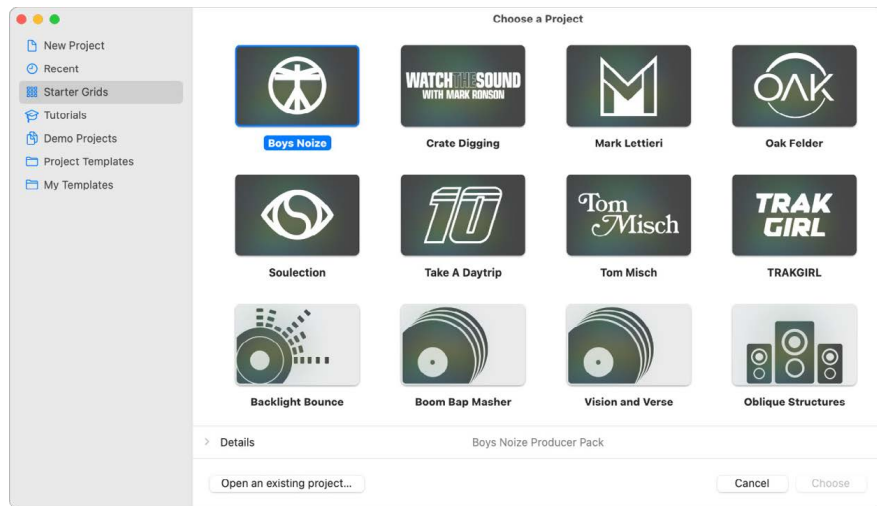 Choose a Project
New Project
Recent
Starter Grids
Tutorials
Demo Projects
Project Templates
My Templates
WATCH THE SOUND
WITH MARK RONSON
OAK
Boys Noize
Crate Digging
Mark Lettieri
Oak Felder
10
Tom
Misch
TRAK
GIRL
Soulection
Take A Daytrip
Tom Misch
TRAKGIRL
Backlight Bounce
Boom Bap Masher
Vision and Verse
Oblique Structures
Details
Boys Noize Producer Pack
Open an existing project...
Cancel
Choose